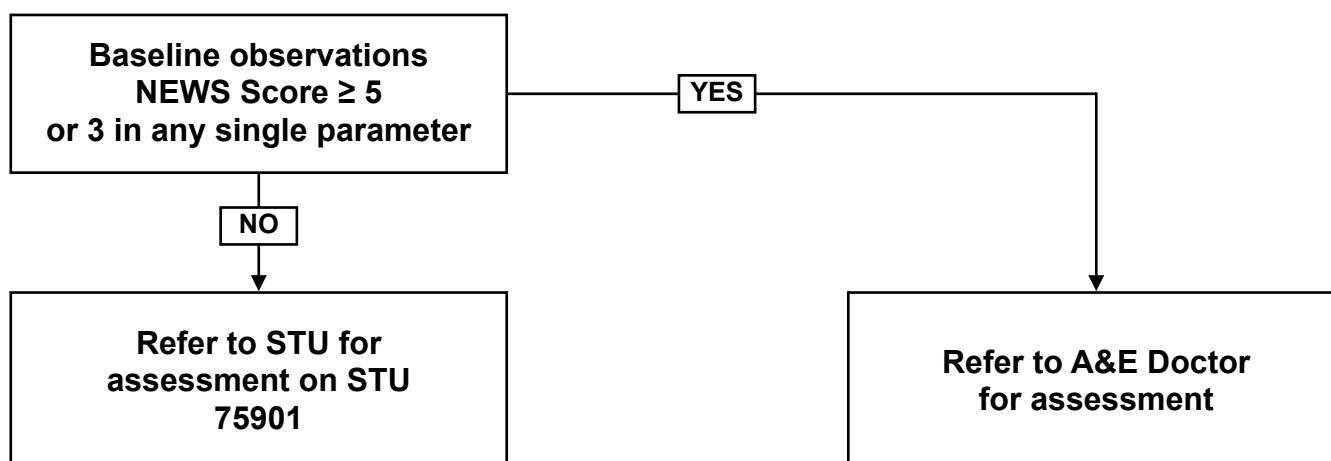 Baseline observations
NEWS Score ≥ 5
or 3 in any single parameter
YES
NO
Refer to STU for
assessment on STU
75901
Refer to A&E Doctor
for assessment